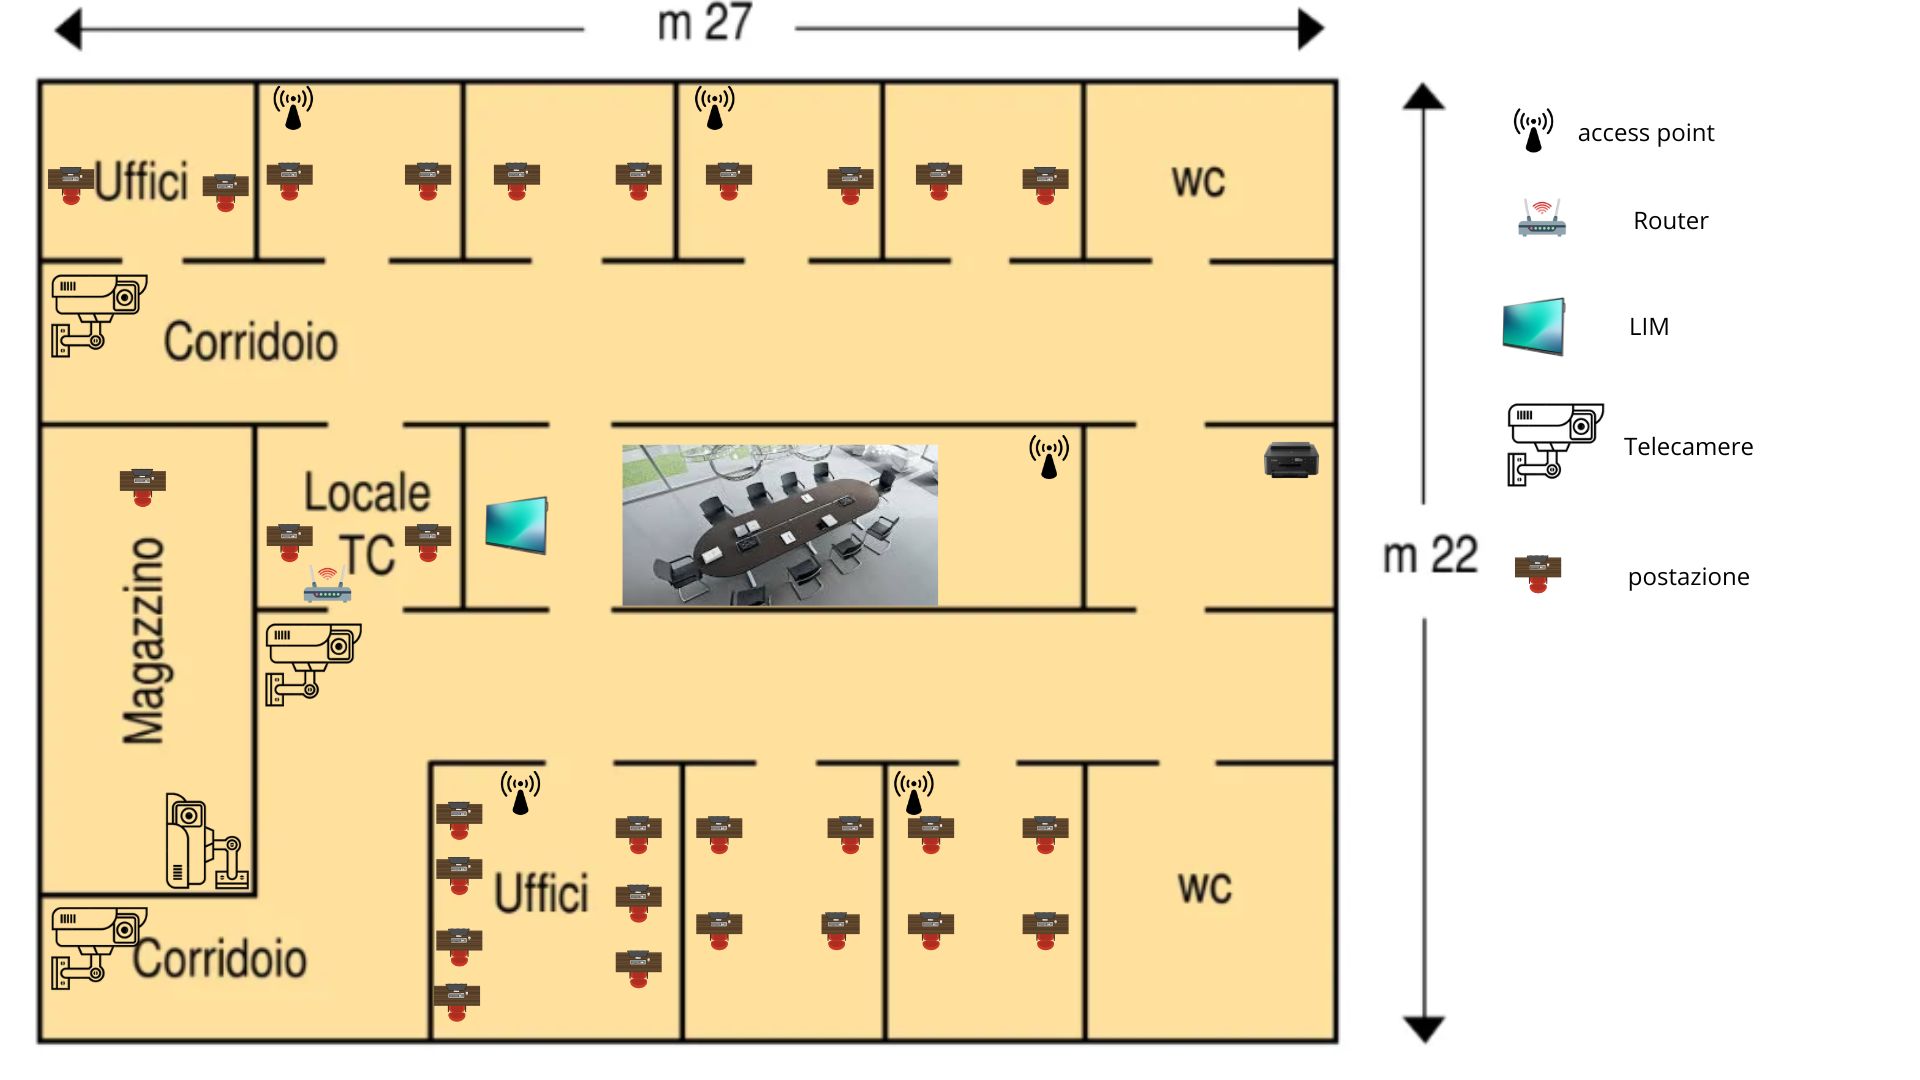 m 27
Uffici
wc
Corridoio
Locale
TC
Magazzino
Uffici
wc
Corridoio
m 22
access point
Router
LIM
Telecamere
postazione